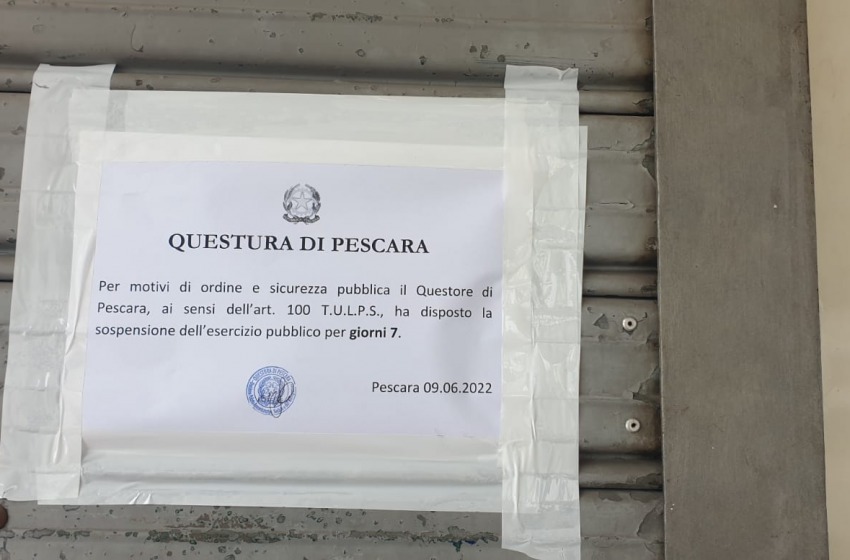 QUESTURA DI PESCARA
Per motivi di ordine e sicurezza pubblica il Questore di
Pescara, ai sensi dell'art. 100 T.U.L.P.S., ha disposto la
sospensione dell'esercizio pubblico per giorni 7.
Pescara 09.06.2022